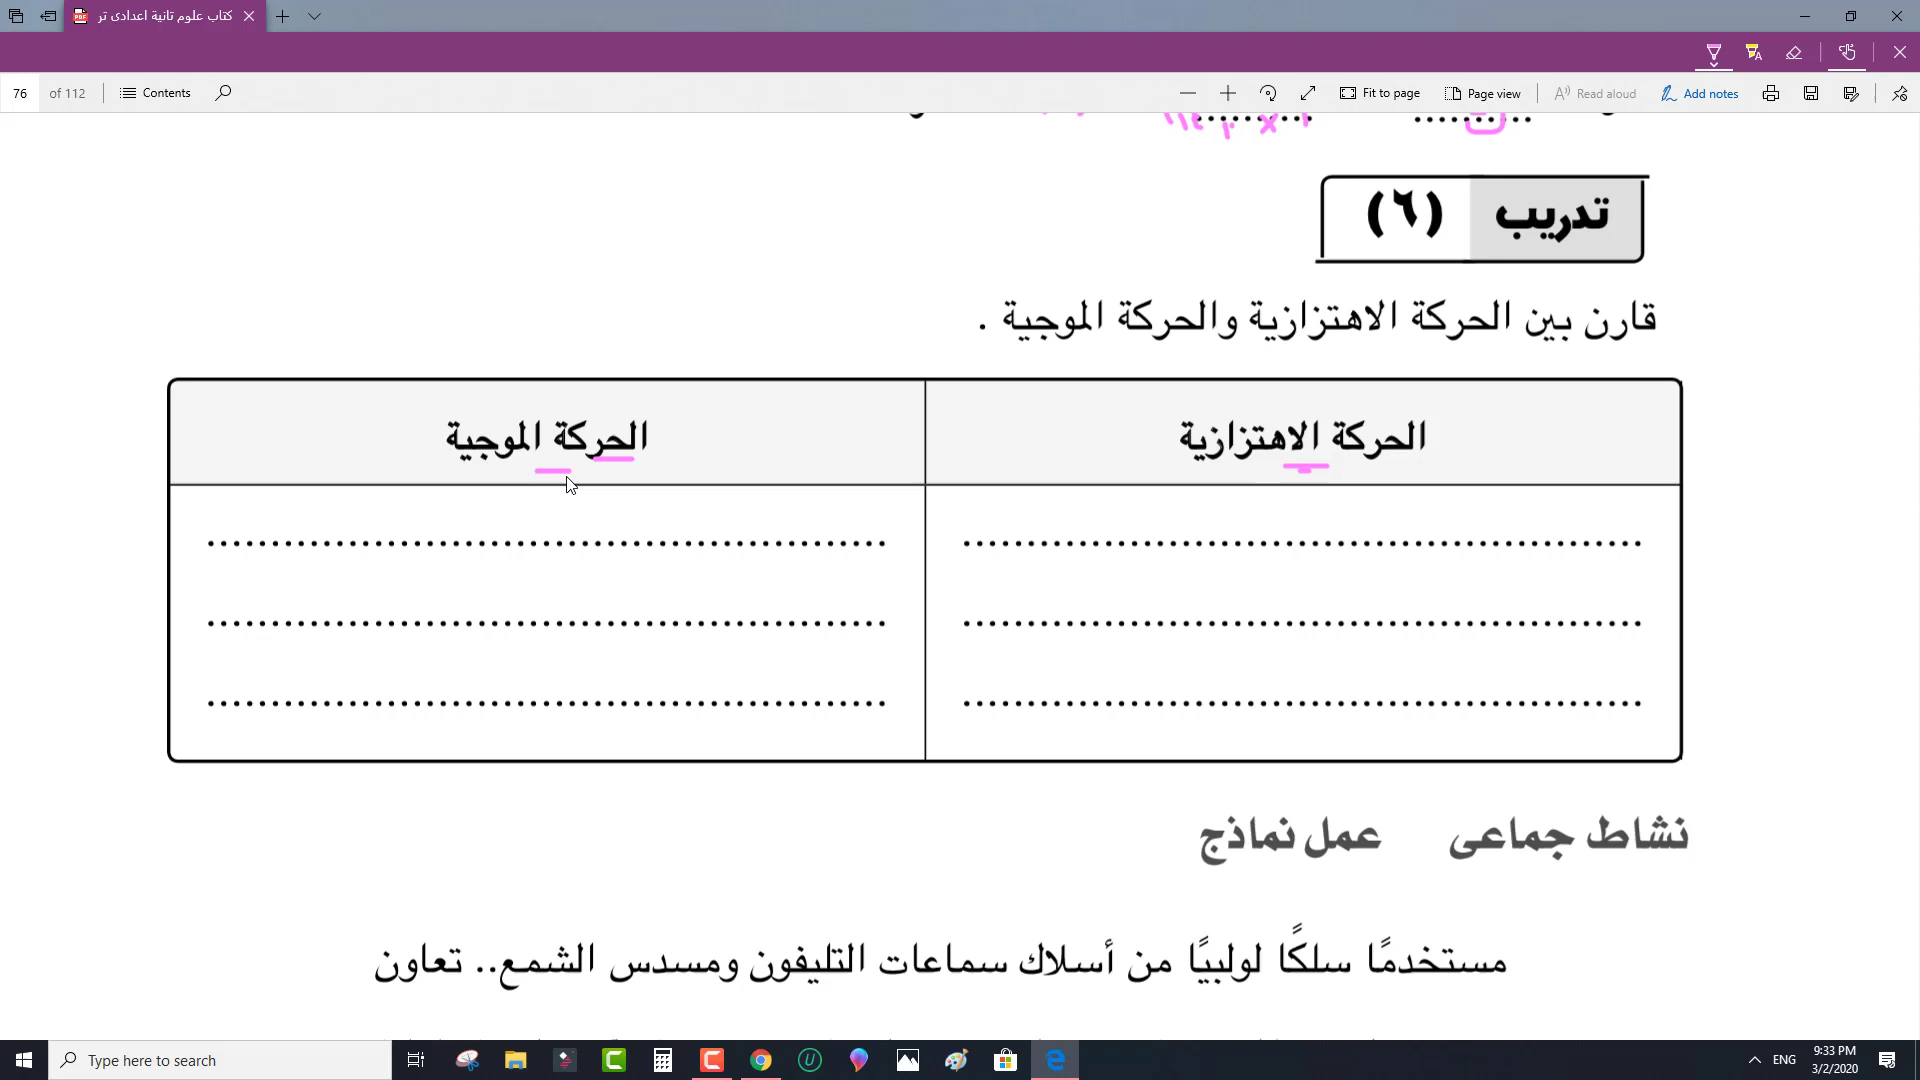 كتاب علوم تانية اعدادى تر
76 of 112
Contents
Fit to page
Page view
Read aloud
Add notes
تدريب (٦)
قارن بين الحركة الاهتزازية والحركة الموجية .
الحركة الاهتزازية
الحركة الموجية
نشاط جماعى عمل نماذج
مستخدمًا سلكًا لولبيًا من أسلاك سماعات التليفون ومسدس الشمع.. تعاون
Type here to search
ENG
9:33 PM
3/2/2020